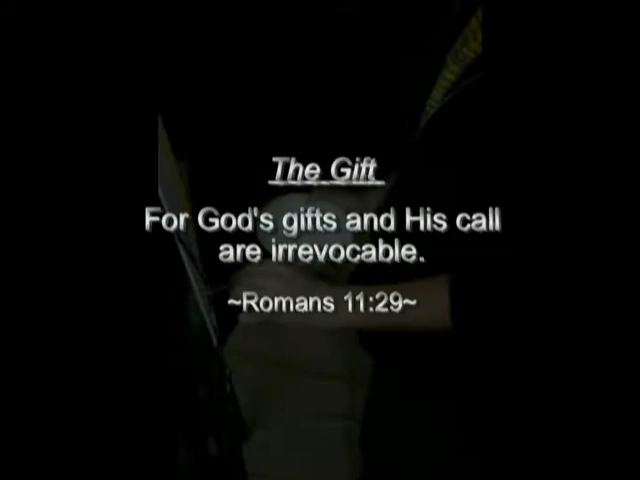 The Gift
For God's gifts and His call
are irrevocable.
~Romans 11:29~